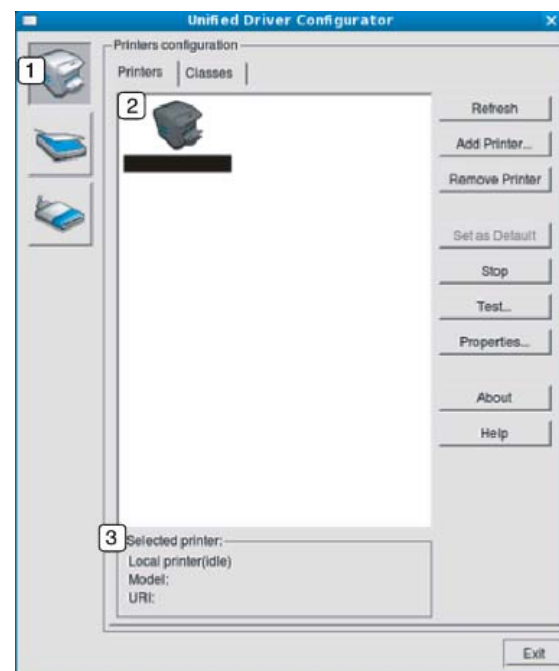 Unified Driver Configurator
Printers configuration
Printers Classes
1
2
Refresh
Add Printer...
Remove Printer
Set as Default
Stop
Test...
Properties...
About
Help
3
Selected printer:
Local printer(idle)
Model:
URI:
Exit